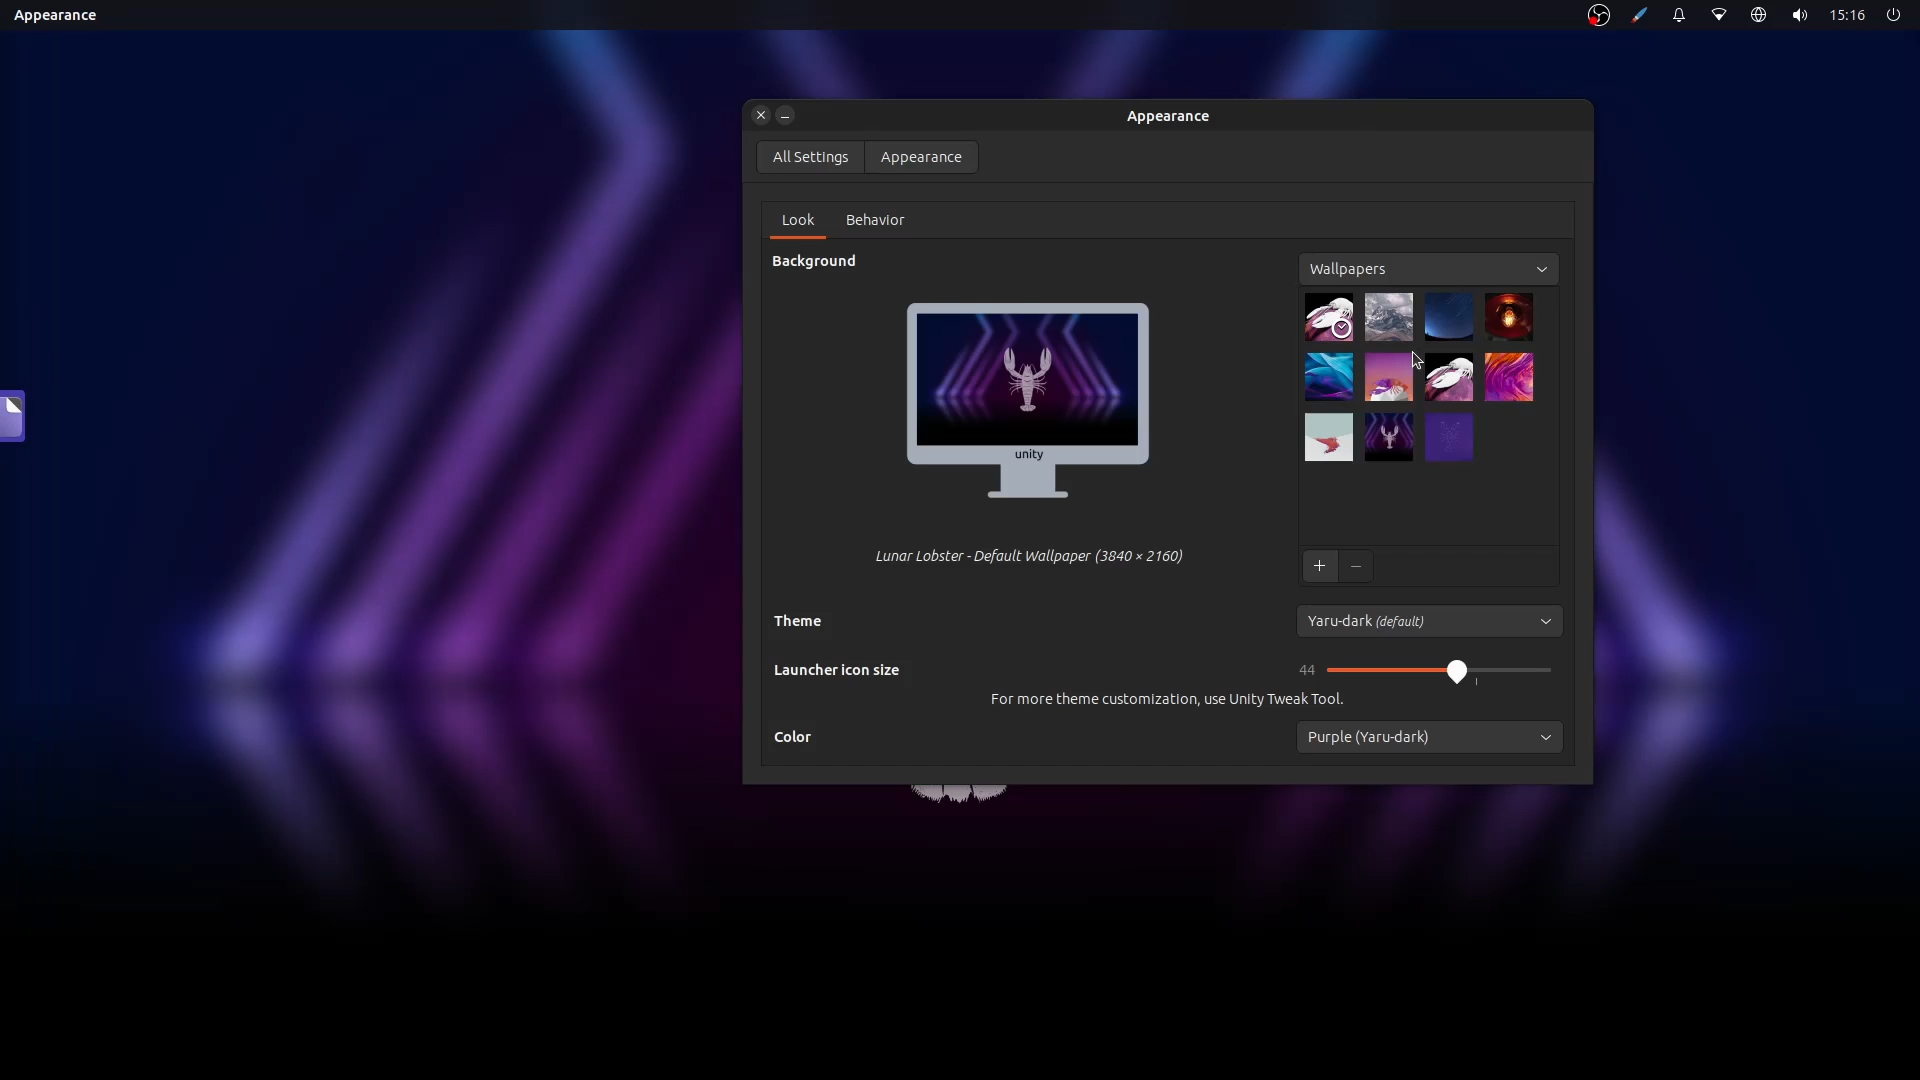 Appearance
15:16
Appearance
All Settings
Appearance
Look
Behavior
Background
Wallpapers
unity
Lunar Lobster - Default Wallpaper (3840 × 2160)
Theme
Yaru-dark (default)
Launcher icon size
44
For more theme customization, use Unity Tweak Tool.
Color
Purple (Yaru-dark)